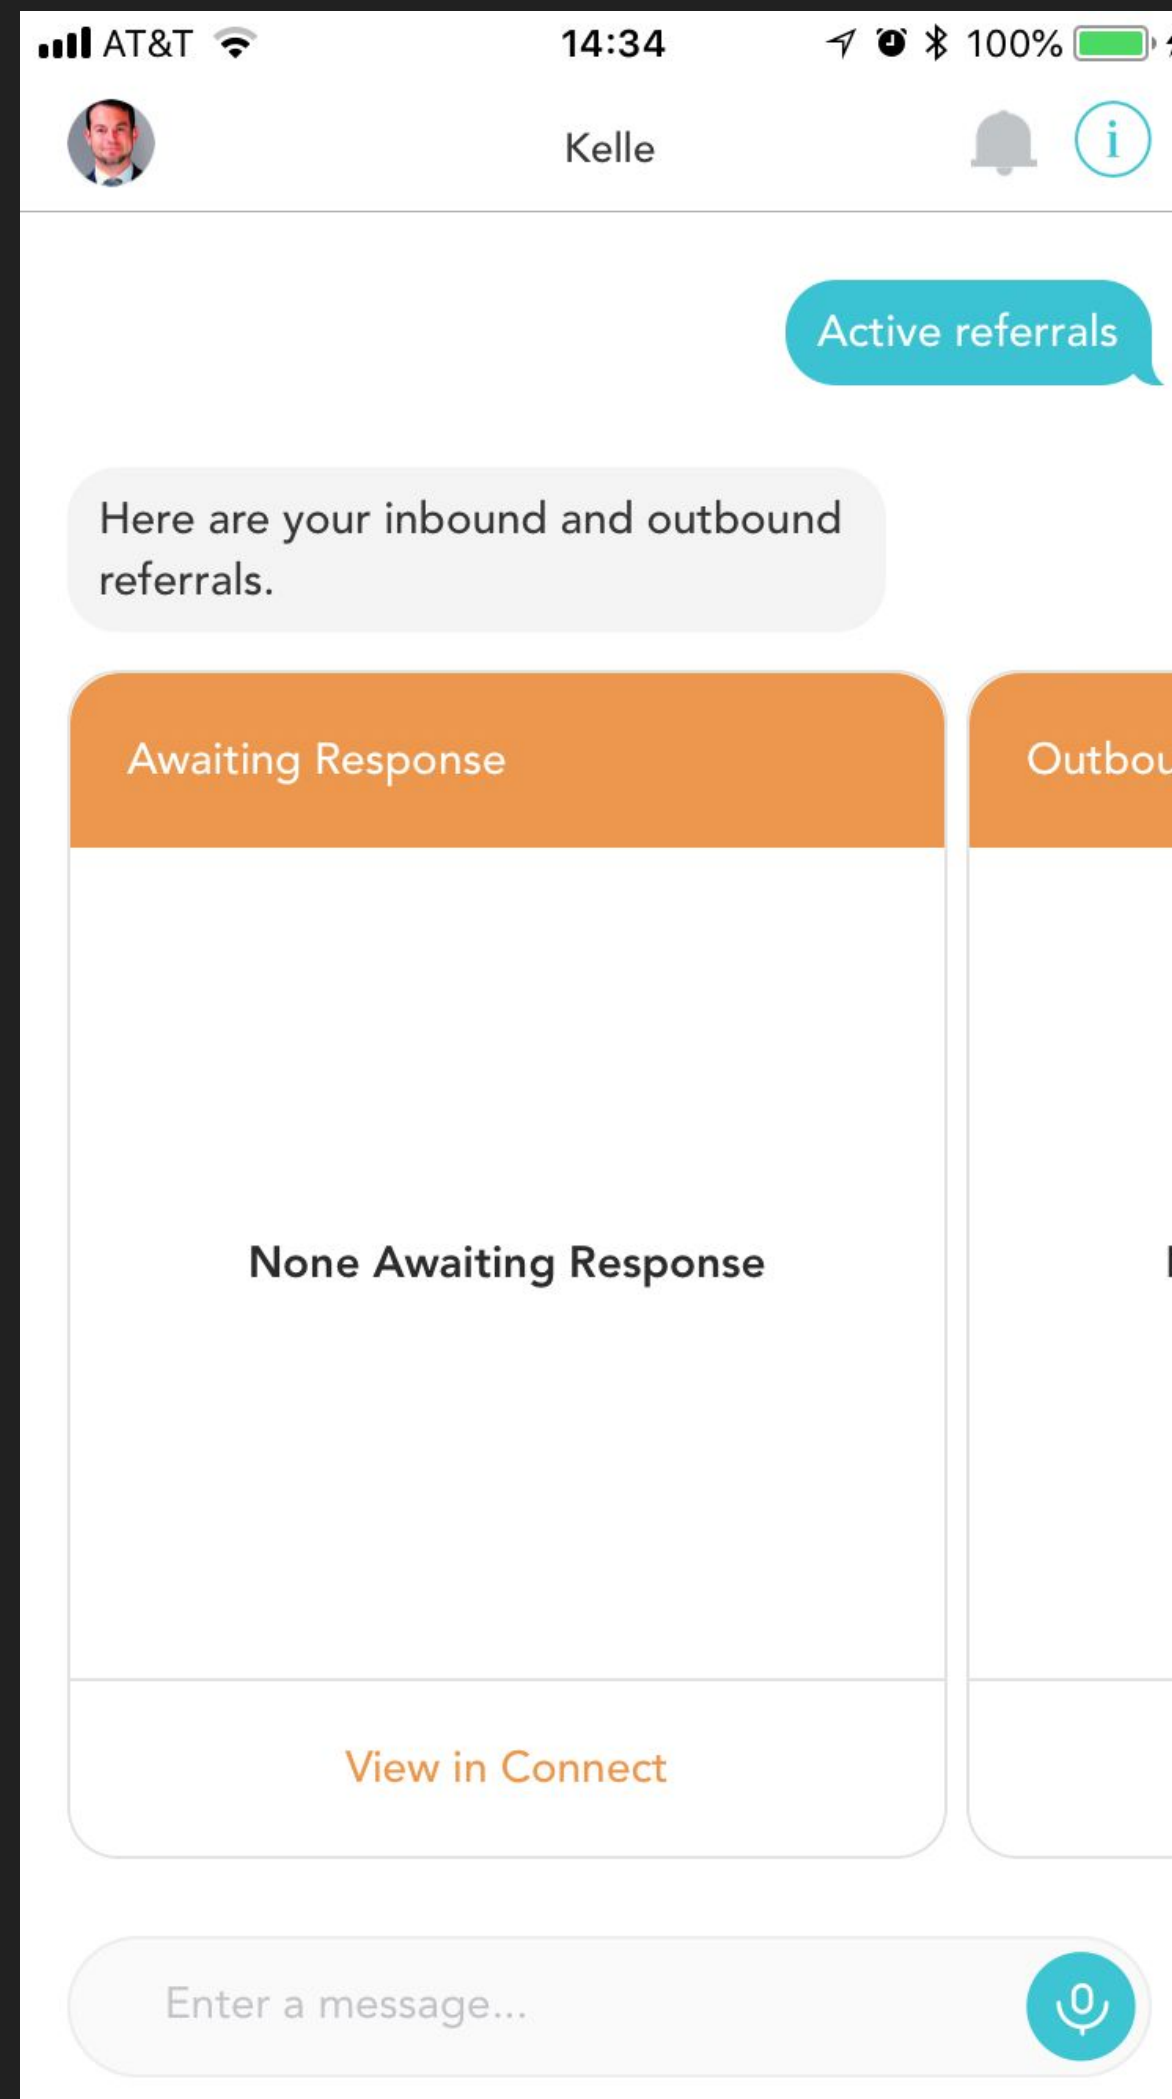 AT&T 14:34 100%
Kelle
i
Active referrals
Here are your inbound and outbound
referrals.
Awaiting Response
None Awaiting Response
View in Connect
Enter a message...